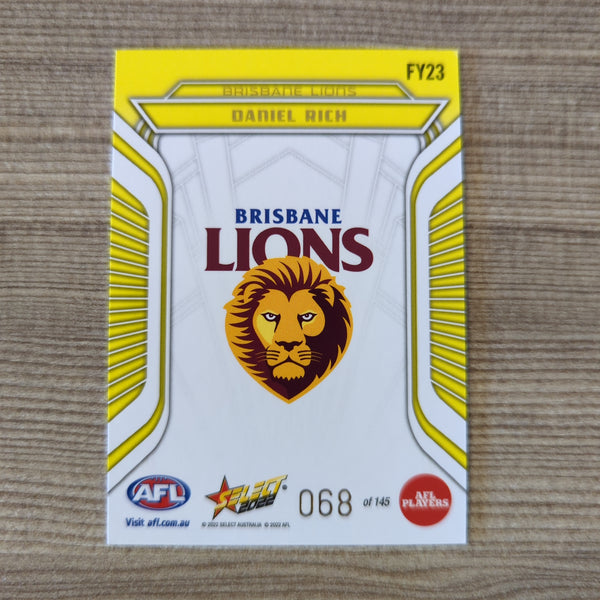 FY23
BRISBANE LIONS
DANIEL RICH
BRISBANE
LIONS
AFL
Visit afl.com.au
SELECT
2022
© 2022 SELECT AUSTRALIA © 2022 AFL
068 of 145
AFL
PLAYERS